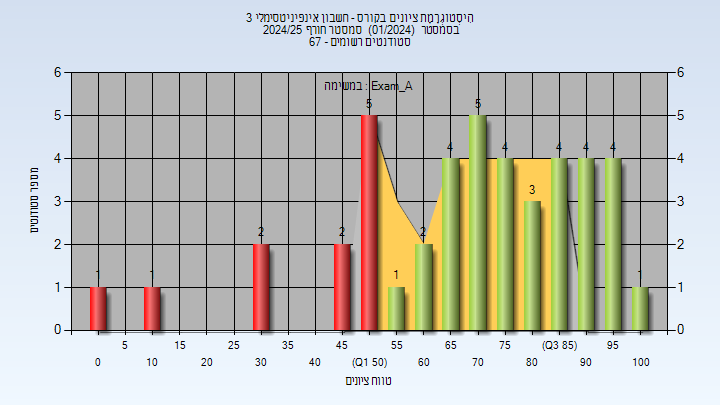 היסטוגרמת ציונים בקורס - חשבון אינפיניטסימלי 3
בסמסטר (01/2024) סמסטר חורף 2024/25
סטודנטים רשומים - 67
במשימה : Exam_A
מספר סטודנטים
6 6
5 5
4 4
3 3
2 2
1 1
0 0
1 1 2 2 5 1 2 4 5 4 3 4 4 4 1
5 15 25 35 45 55 65 75 (Q3 85) 95
0 10 20 30 40 (Q1 50) 60 70 80 90 100
טווח ציונים